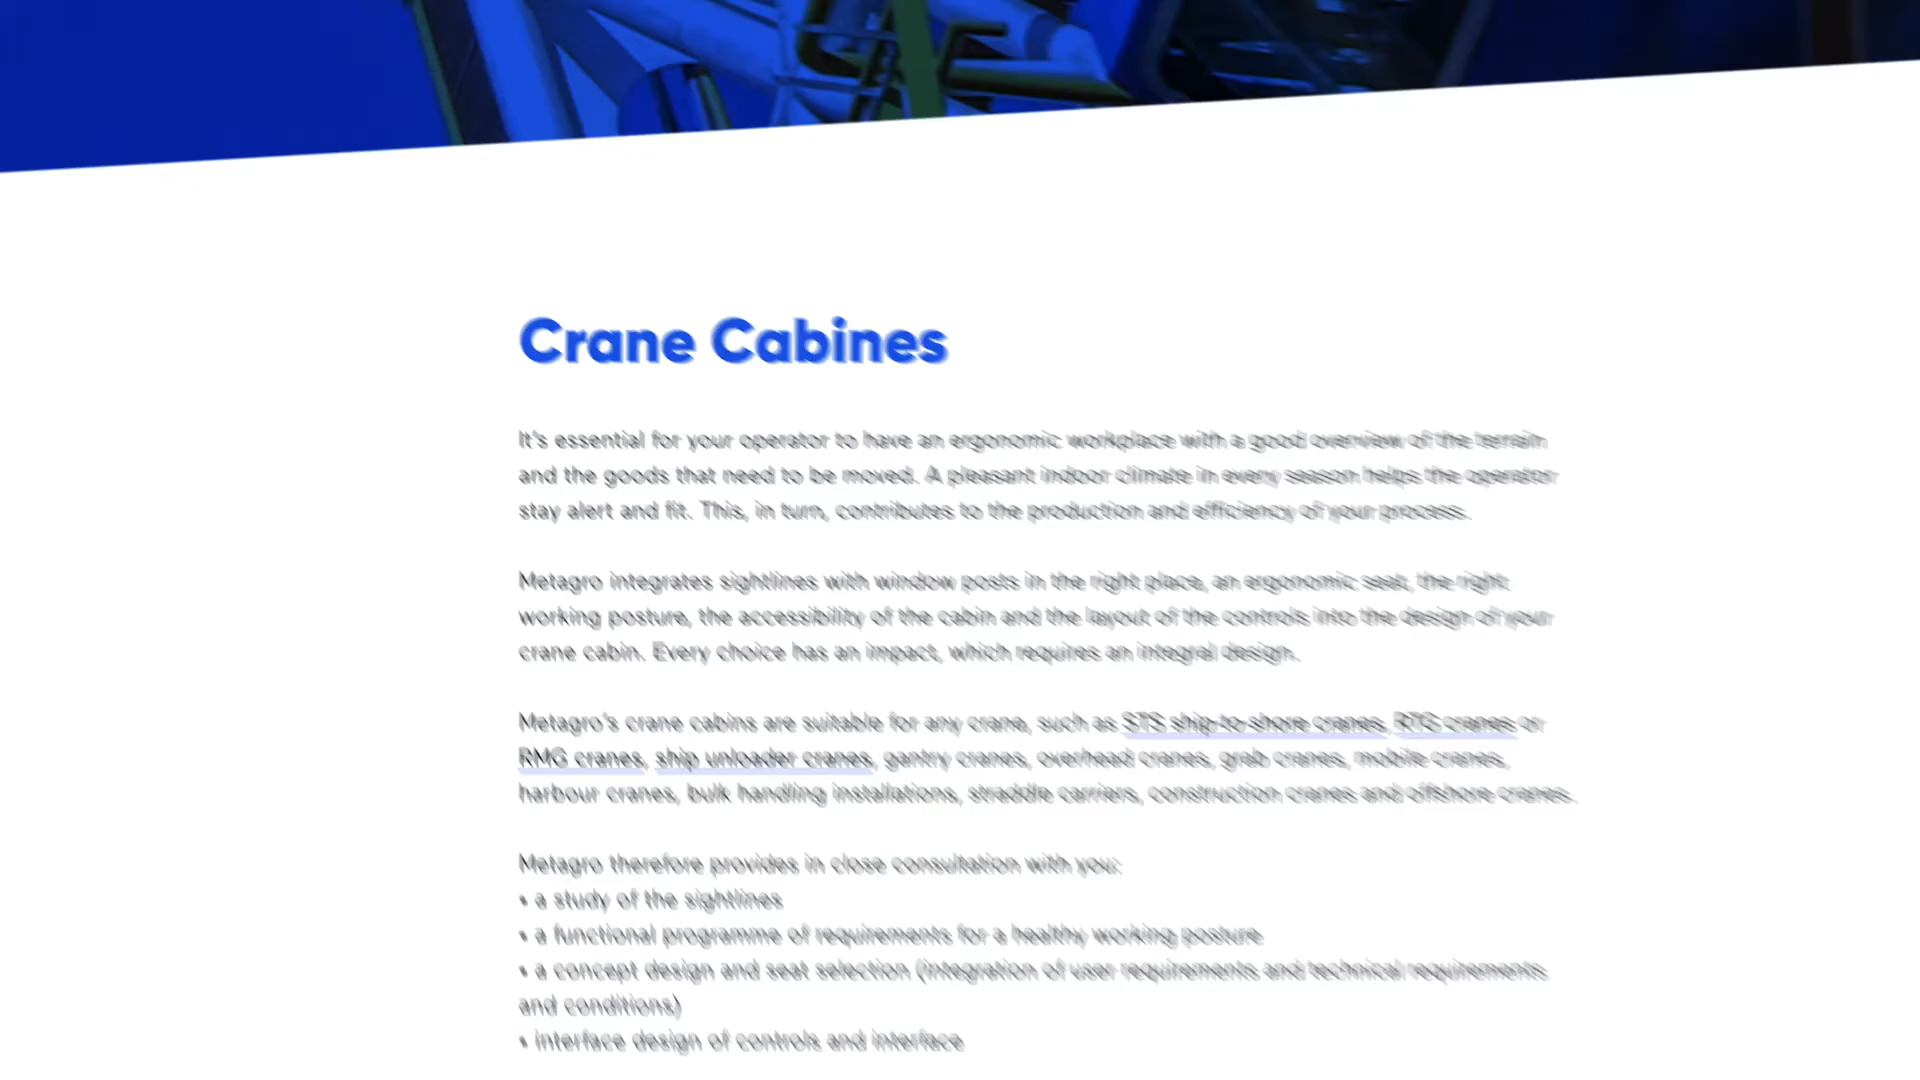 Crane Cabines
It's essential for your operator to have an ergonomic workplace with a good overview of the terrain
and the goods that need to be moved. A pleasant indoor climate in every season helps the operator
stay alert and fit. This, in turn, contributes to the production and efficiency of your process.
Metagro integrates sightlines with window posts in the right place, an ergonomic seat, the right
working posture, the accessibility of the cabin and the layout of the controls into the design of your
crane cabin. Every choice has an impact, which requires an integral design.
Metagro's crane cabins are suitable for any crane, such as STS ship-to-shore cranes, RTG cranes or
RMG cranes, ship unloader cranes, gantry cranes, overhead cranes, grab cranes, mobile cranes,
harbour cranes, bulk handling installations, straddle carriers, construction cranes and offshore cranes.
Metagro therefore provides in close consultation with you:
• a study of the sightlines
• a functional programme of requirements for a healthy working posture
• a concept design and seat selection (integration of user requirements and technical requirements
and conditions)
• interface design of controls and interface